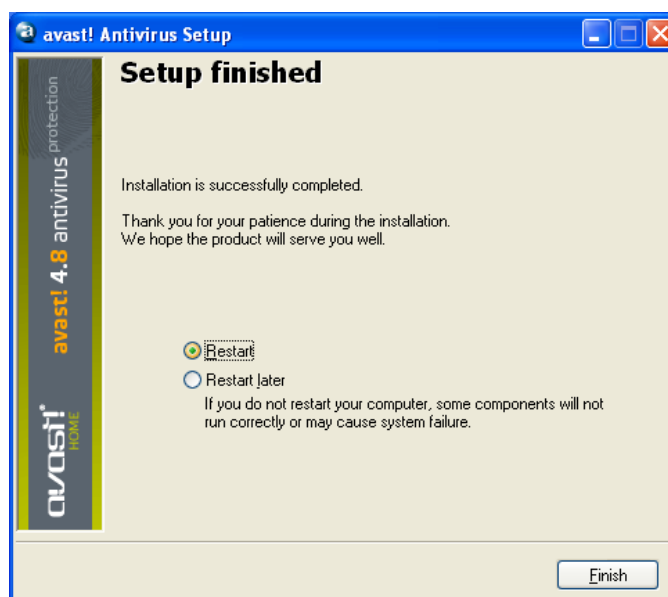 avast! Antivirus Setup
Setup finished
avast! 4.8 antivirus protection
avast!
HOME
Installation is successfully completed.
Thank you for your patience during the installation.
We hope the product will serve you well.
Restart
Restart later
If you do not restart your computer, some components will not
run correctly or may cause system failure.
Finish